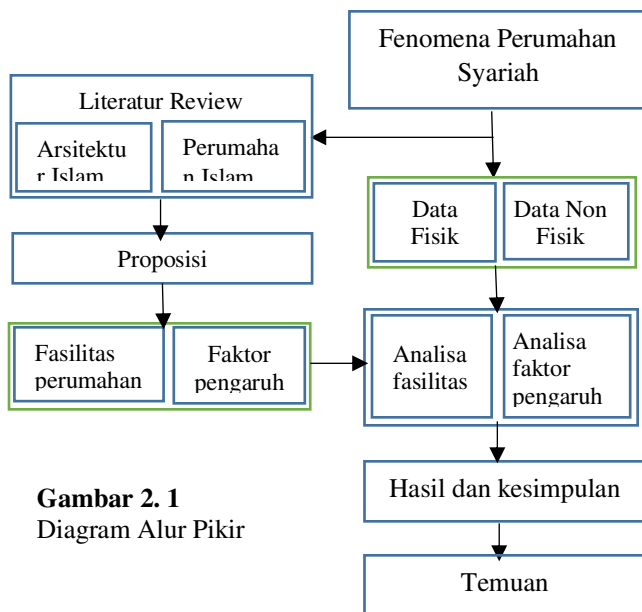 Fenomena Perumahan
Syariah
Literatur Review
Arsitektu
r Islam
Perumaha
n Islam
Data
Fisik
Data Non
Fisik
Proposisi
Fasilitas
perumahan
Faktor
pengaruh
Analisa
fasilitas
Analisa
faktor
pengaruh
Hasil dan kesimpulan
Temuan
Gambar 2. 1
Diagram Alur Pikir